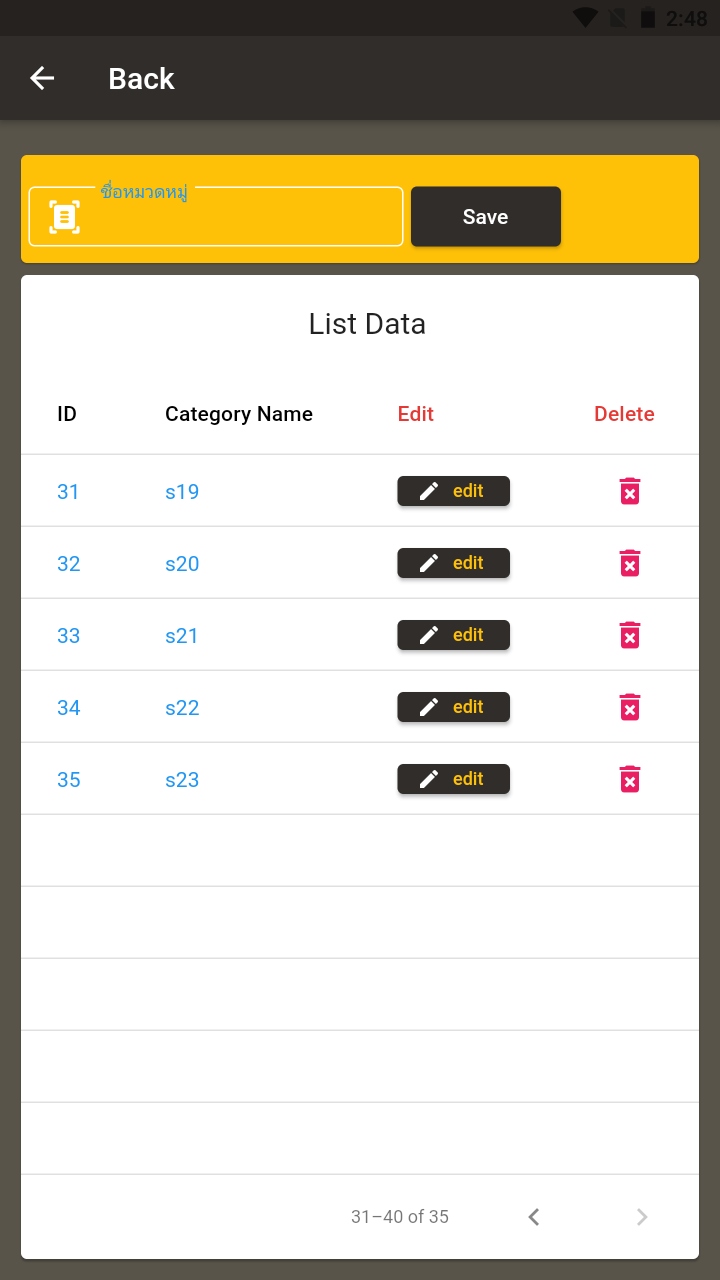 2:48
Back
ชื่อหมวดหมู่
Save
List Data
ID Category Name Edit Delete
31 s19 edit
32 s20 edit
33 s21 edit
34 s22 edit
35 s23 edit
31–40 of 35